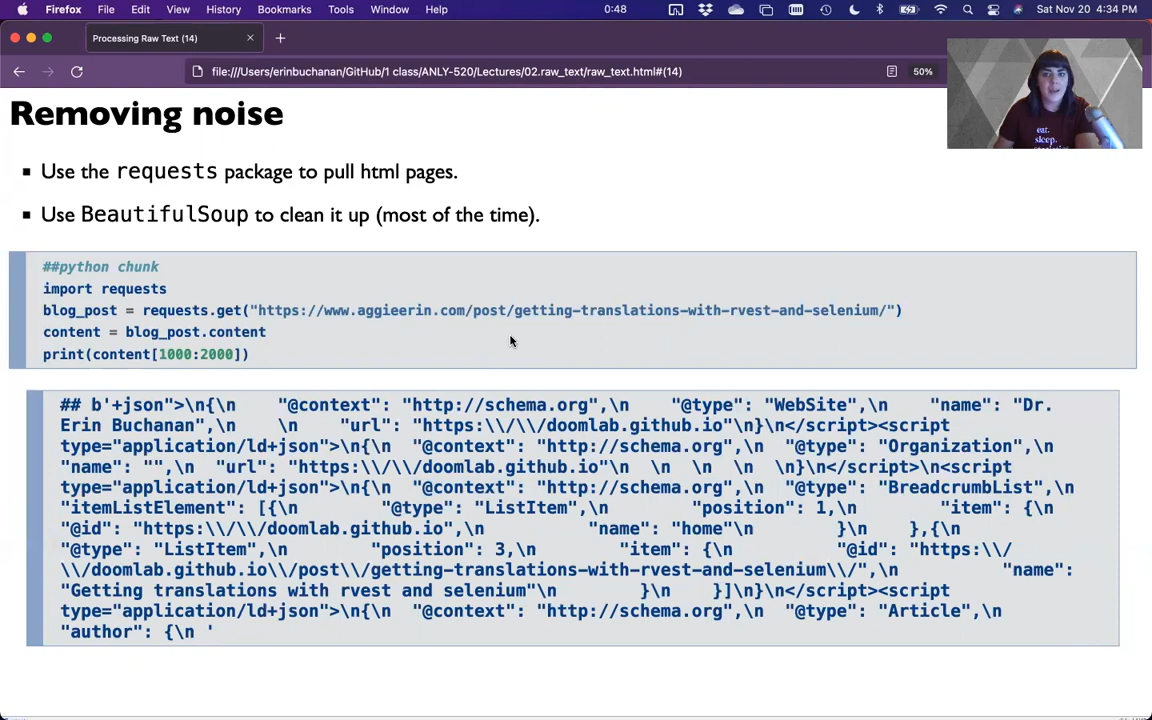 Firefox File Edit View History Bookmarks Tools Window Help 0:48 Sat Nov 20 4:34 PM
Processing Raw Text (14)
file:///Users/erinbuchanan/GitHub/1 class/ANLY-520/Lectures/02.raw_text/raw_text.html#(14) 50%
eat.
sleep.
Removing noise
▪ Use the requests package to pull html pages.
▪ Use BeautifulSoup to clean it up (most of the time).
##python chunk
import requests
blog_post = requests.get("https://www.aggieerin.com/post/getting-translations-with-rvest-and-selenium/")
content = blog_post.content
print(content[1000:2000])
## b'+json">\n{\n    "@context": "http://schema.org",\n    "@type": "WebSite",\n    "name": "Dr.
Erin Buchanan",\n    \n    "url": "https:\\/\\/doomlab.github.io"\n}\n</script><script
type="application/ld+json">\n{\n  "@context": "http://schema.org",\n  "@type": "Organization",\n
"name": "",\n  "url": "https:\\/\\/doomlab.github.io"\n  \n  \n  \n  \n}\n</script>\n<script
type="application/ld+json">\n{\n  "@context": "http://schema.org",\n  "@type": "BreadcrumbList",\n
"itemListElement": [{\n        "@type": "ListItem",\n        "position": 1,\n        "item": {\n
"@id": "https:\\/\\/doomlab.github.io",\n            "name": "home"\n        }\n    },{\n
"@type": "ListItem",\n        "position": 3,\n        "item": {\n            "@id": "https:\\/
\\/doomlab.github.io\\/post\\/getting-translations-with-rvest-and-selenium\\/",\n            "name":
"Getting translations with rvest and selenium"\n        }\n    }]\n}\n</script><script
type="application/ld+json">\n{\n  "@context": "http://schema.org",\n  "@type": "Article",\n
"author": {\n '